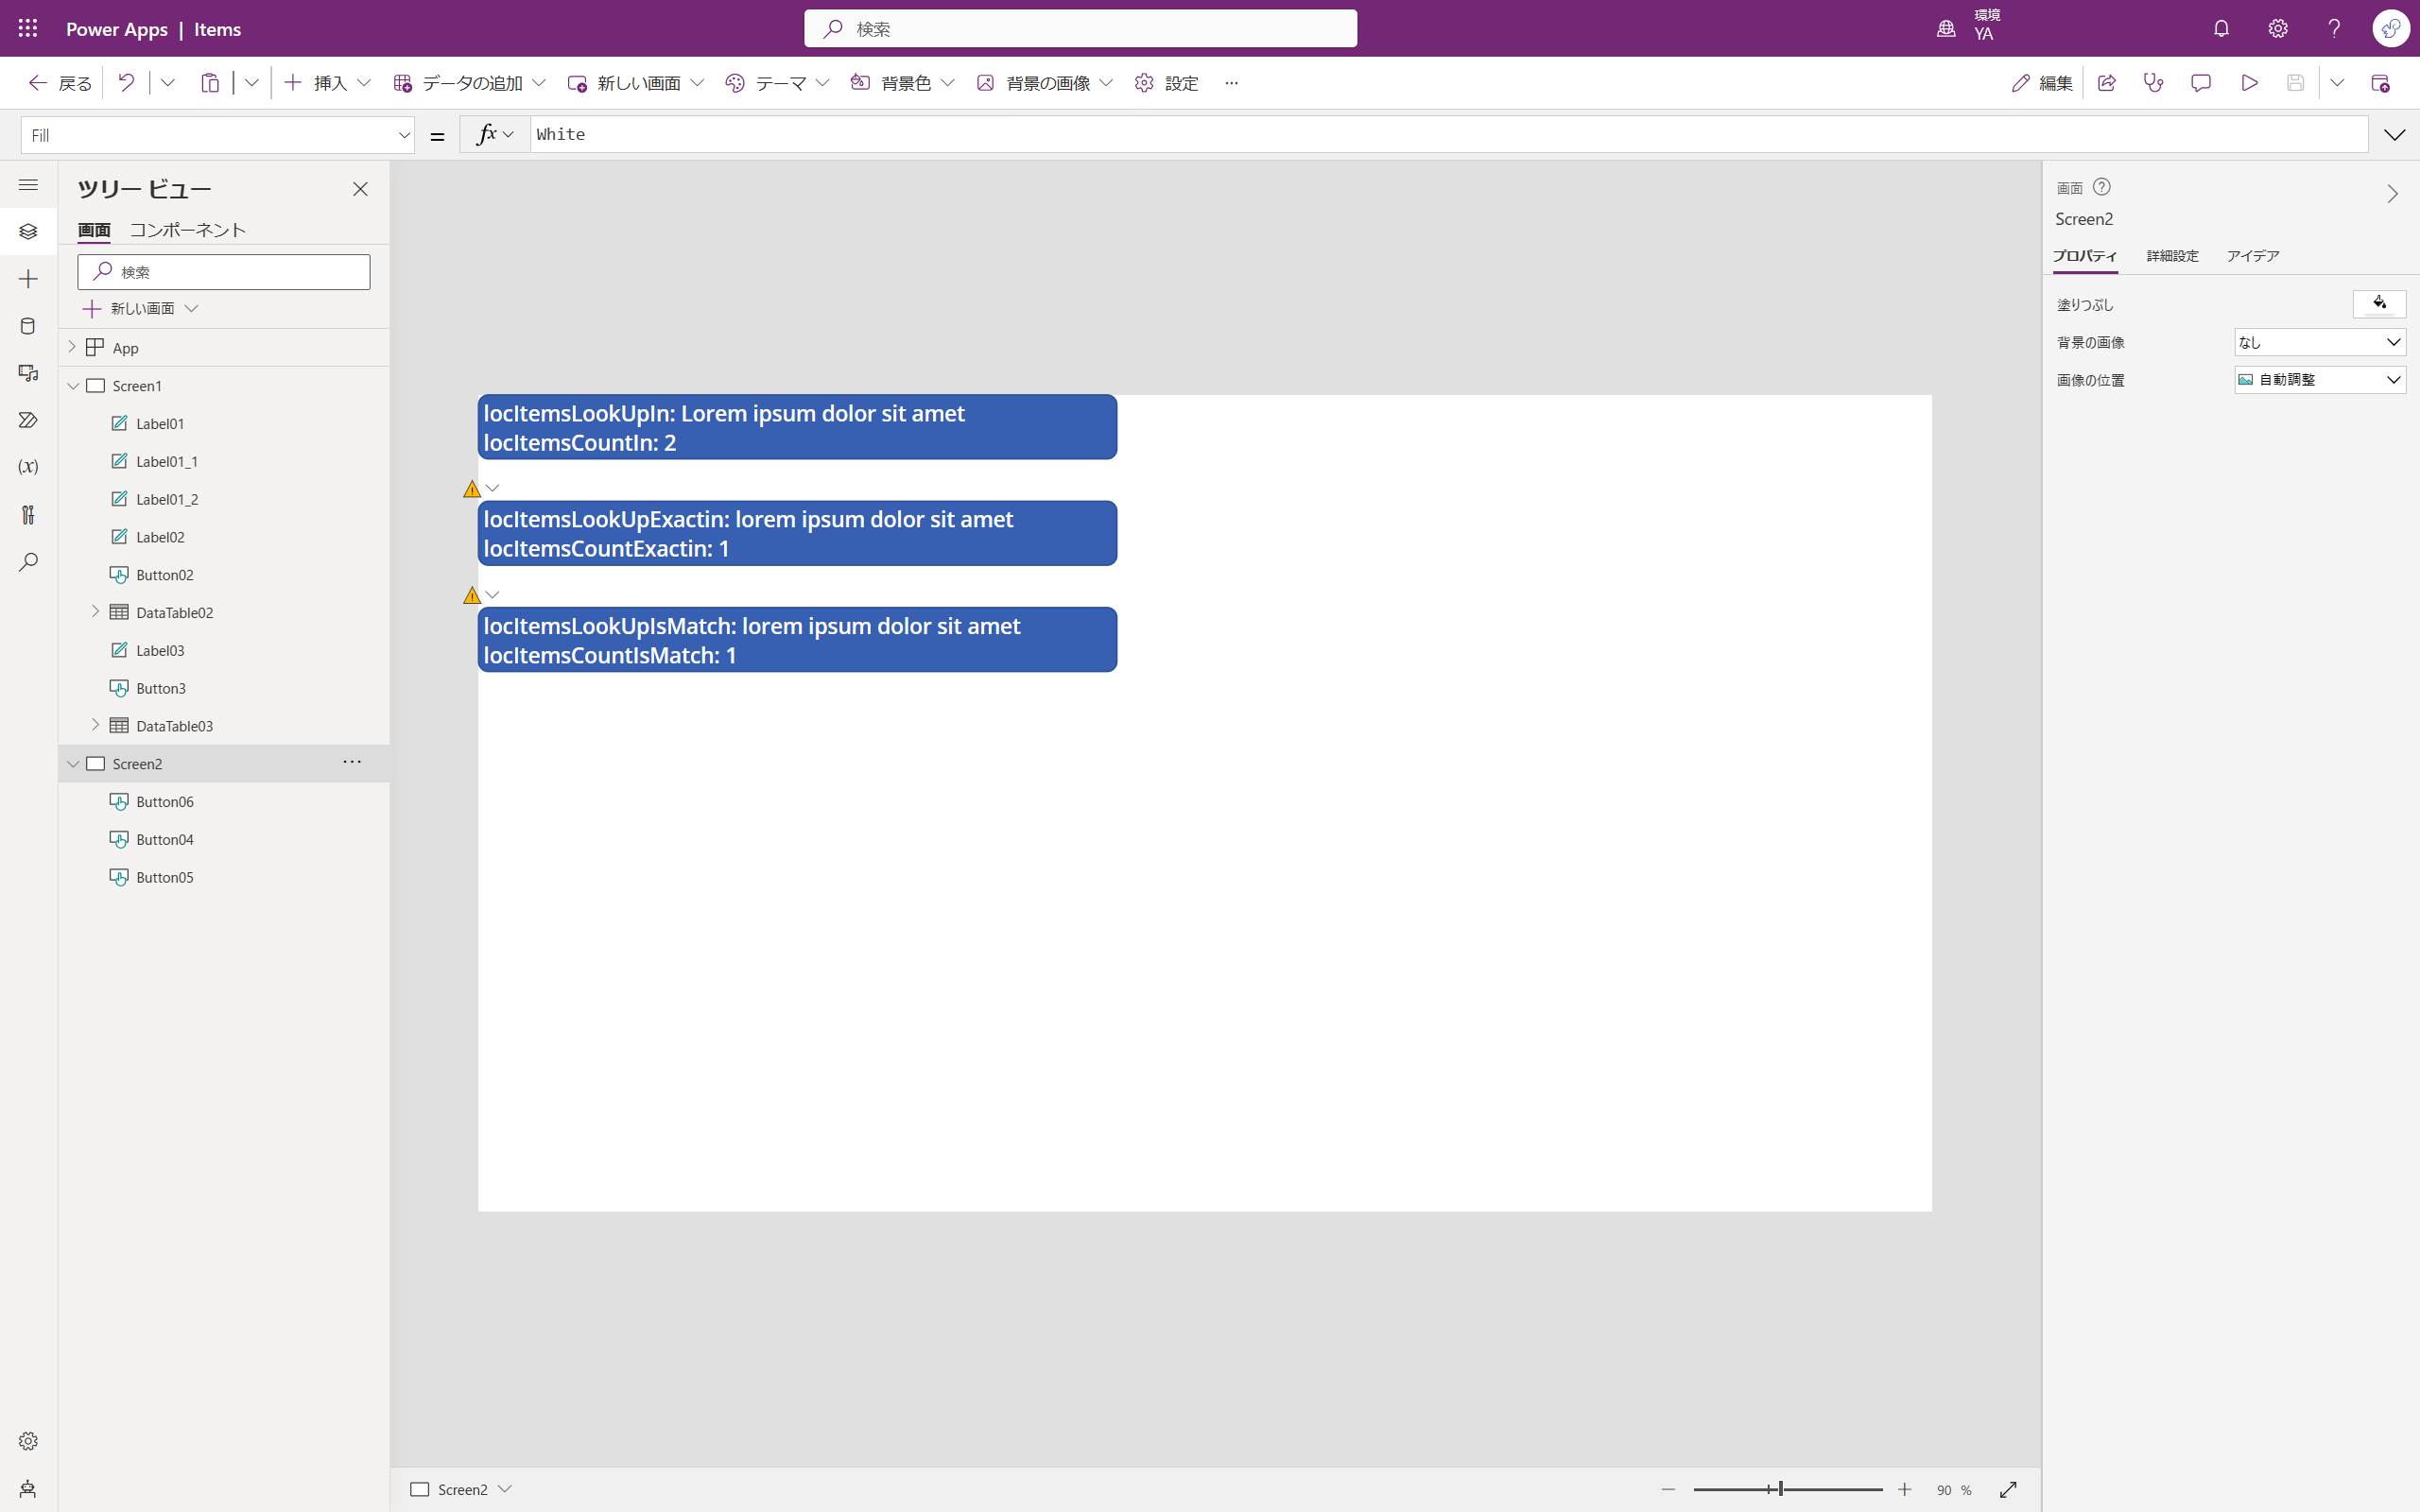 Power Apps | Items
検索
環境
YA
戻る
挿入
データの追加
新しい画面
テーマ
背景色
背景の画像
設定
編集
Fill
=
fx
White
ツリー ビュー
画面
コンポーネント
検索
新しい画面
App
Screen1
Label01
Label01_1
Label01_2
Label02
Button02
DataTable02
Label03
Button3
DataTable03
Screen2
Button06
Button04
Button05
locItemsLookUpIn: Lorem ipsum dolor sit amet
locItemsCountIn: 2
locItemsLookUpExactin: lorem ipsum dolor sit amet
locItemsCountExactin: 1
locItemsLookUpIsMatch: lorem ipsum dolor sit amet
locItemsCountIsMatch: 1
画面
Screen2
プロパティ
詳細設定
アイデア
塗りつぶし
背景の画像
なし
画像の位置
自動調整
Screen2
90 %